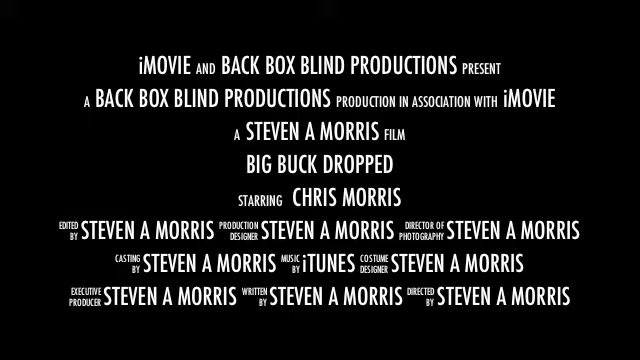 iMOVIE AND BACK BOX BLIND PRODUCTIONS PRESENT
A BACK BOX BLIND PRODUCTIONS PRODUCTION IN ASSOCIATION WITH iMOVIE
A STEVEN A MORRIS FILM
BIG BUCK DROPPED
STARRING CHRIS MORRIS
EDITED BY STEVEN A MORRIS PRODUCTION DESIGNER STEVEN A MORRIS DIRECTOR OF PHOTOGRAPHY STEVEN A MORRIS
CASTING BY STEVEN A MORRIS MUSIC BY iTUNES COSTUME DESIGNER STEVEN A MORRIS
EXECUTIVE PRODUCER STEVEN A MORRIS WRITTEN BY STEVEN A MORRIS DIRECTED BY STEVEN A MORRIS